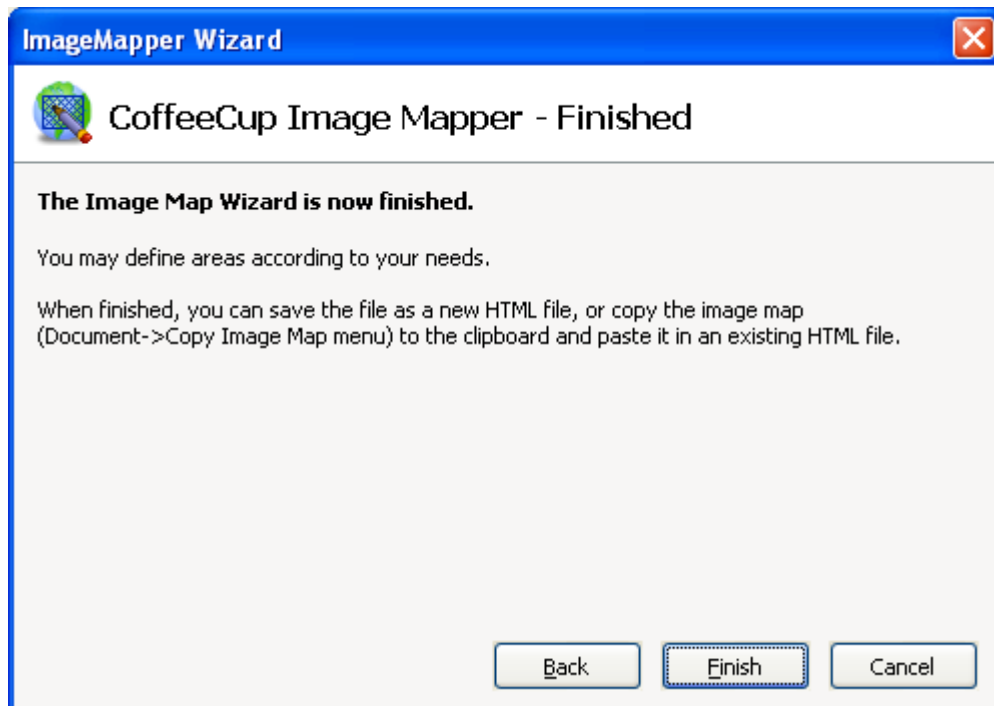 ImageMapper Wizard
CoffeeCup Image Mapper - Finished
The Image Map Wizard is now finished.
You may define areas according to your needs.
When finished, you can save the file as a new HTML file, or copy the image map
(Document->Copy Image Map menu) to the clipboard and paste it in an existing HTML file.
Back Finish Cancel